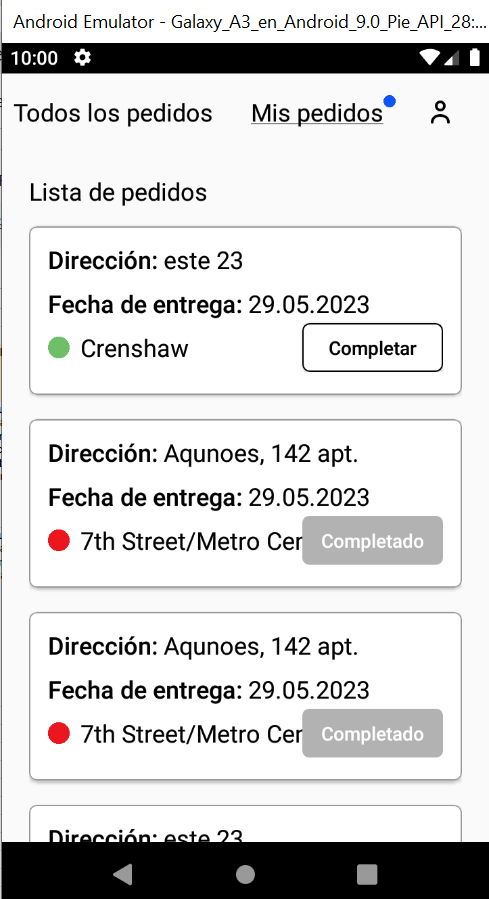 Android Emulator - Galaxy_A3_en_Android_9.0_Pie_API_28:...
10:00
Todos los pedidos Mis pedidos
Lista de pedidos
Dirección: este 23
Fecha de entrega: 29.05.2023
Crenshaw Completar
Dirección: Aqunoes, 142 apt.
Fecha de entrega: 29.05.2023
7th Street/Metro Cer Completado
Dirección: Aqunoes, 142 apt.
Fecha de entrega: 29.05.2023
7th Street/Metro Cer Completado
Dirección: este 23